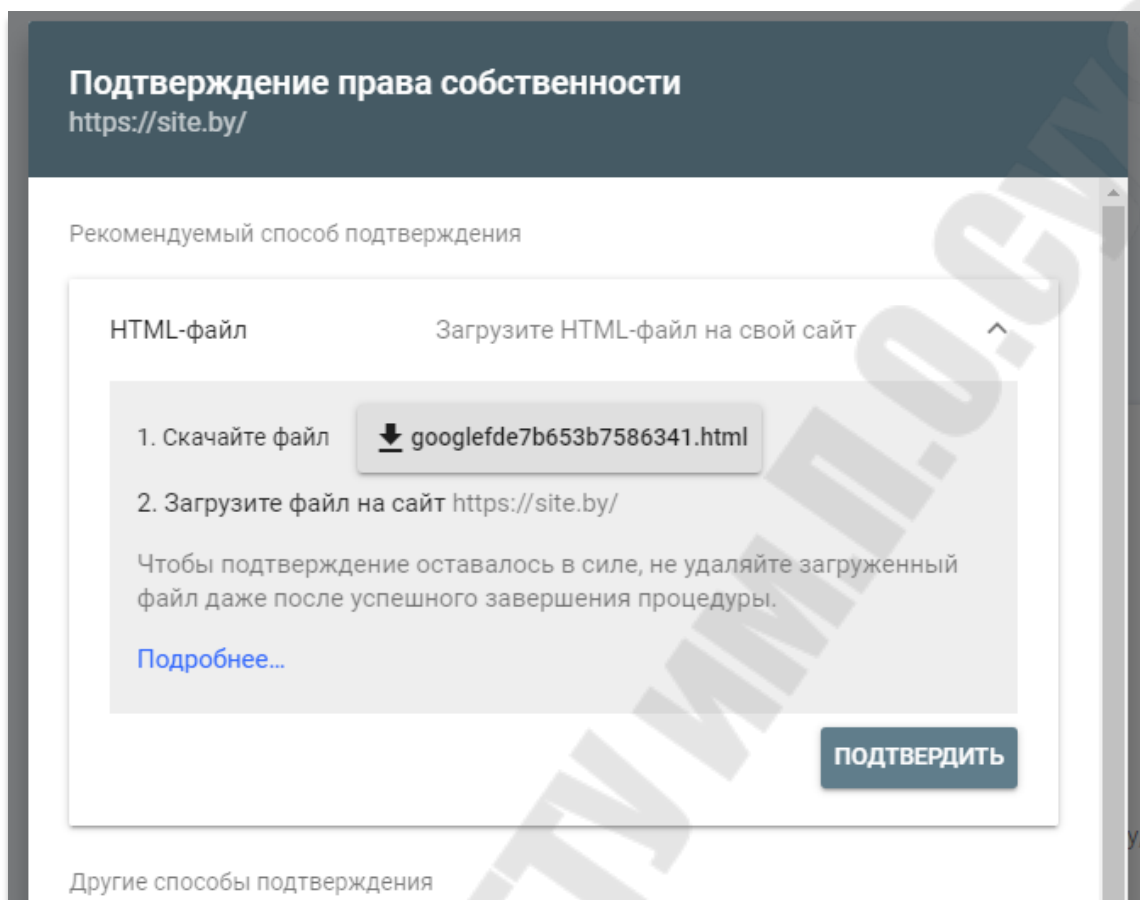 Подтверждение права собственности
https://site.by/
Рекомендуемый способ подтверждения
HTML-файл Загрузите HTML-файл на свой сайт
1. Скачайте файл googlefde7b653b7586341.html
2. Загрузите файл на сайт https://site.by/
Чтобы подтверждение оставалось в силе, не удаляйте загруженный
файл даже после успешного завершения процедуры.
Подробнее...
ПОДТВЕРДИТЬ
Другие способы подтверждения